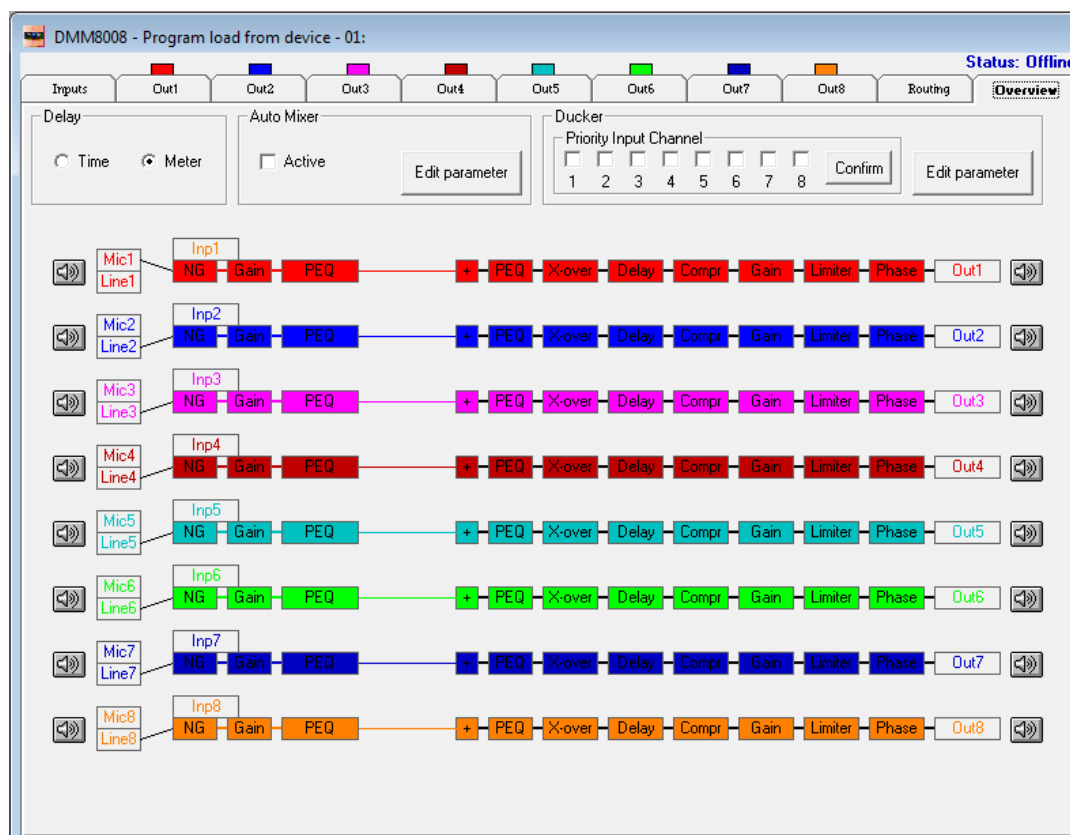 DMM8008 - Program load from device - 01:
Status: Offline
Inputs Out1 Out2 Out3 Out4 Out5 Out6 Out7 Out8 Routing Overview
Delay Auto Mixer Ducker
Priority Input Channel
Time Meter Active Edit parameter Confirm Edit parameter
1 2 3 4 5 6 7 8
Inp1
Mic1
NG Gain PEQ + PEQ X-over Delay Compr Gain Limiter Phase Out1
Line1
Inp2
Mic2
NG Gain PEQ + PEQ X-over Delay Compr Gain Limiter Phase Out2
Line2
Inp3
Mic3
NG Gain PEQ + PEQ X-over Delay Compr Gain Limiter Phase Out3
Line3
Inp4
Mic4
NG Gain PEQ + PEQ X-over Delay Compr Gain Limiter Phase Out4
Line4
Inp5
Mic5
NG Gain PEQ + PEQ X-over Delay Compr Gain Limiter Phase Out5
Line5
Inp6
Mic6
NG Gain PEQ + PEQ X-over Delay Compr Gain Limiter Phase Out6
Line6
Inp7
Mic7
NG Gain PEQ + PEQ X-over Delay Compr Gain Limiter Phase Out7
Line7
Inp8
Mic8
NG Gain PEQ + PEQ X-over Delay Compr Gain Limiter Phase Out8
Line8